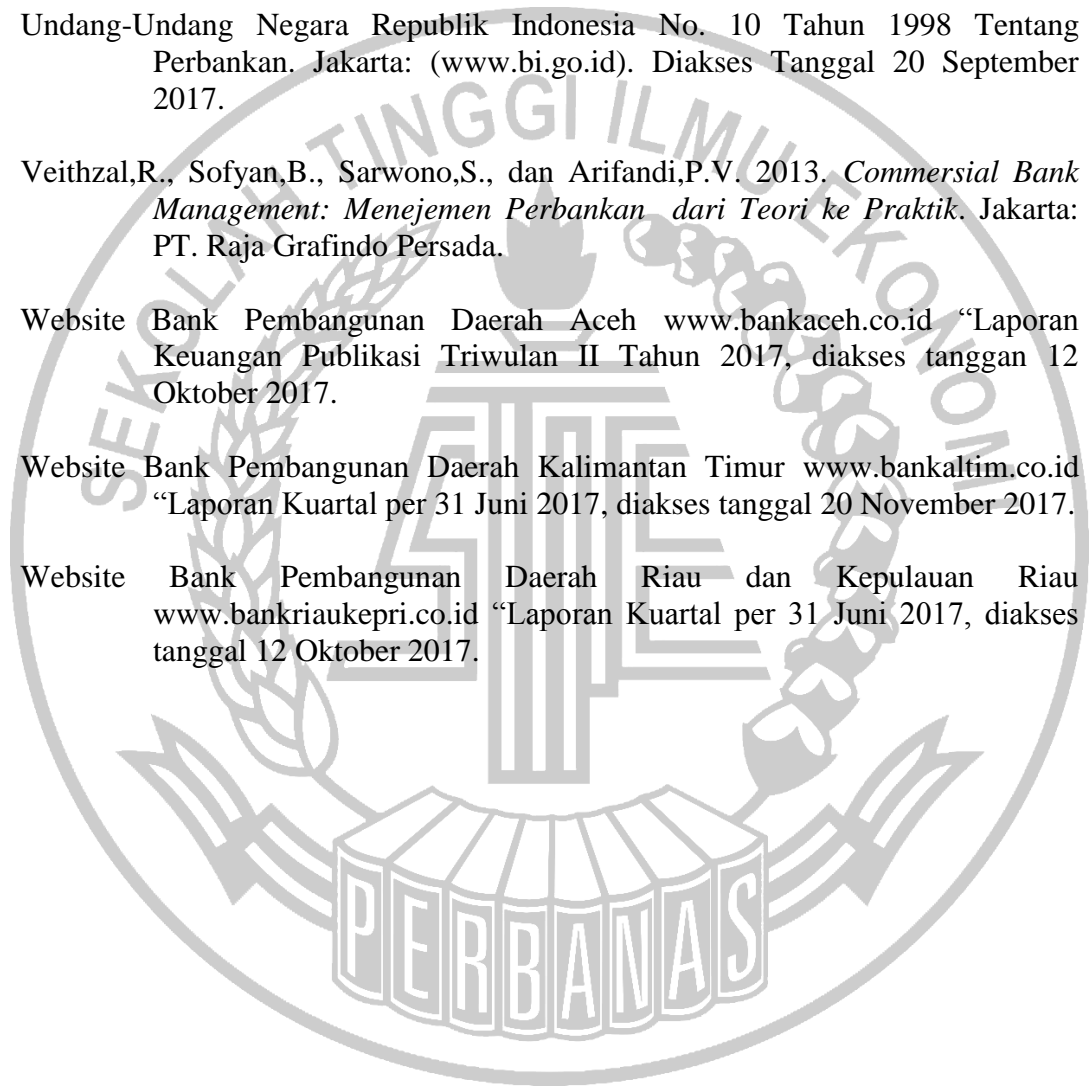 Undang-Undang Negara Republik Indonesia No. 10 Tahun 1998 Tentang
Perbankan. Jakarta: (www.bi.go.id). Diakses Tanggal 20 September
2017.
Veithzal,R., Sofyan,B., Sarwono,S., dan Arifandi,P.V. 2013. Commersial Bank
Management: Menejemen Perbankan dari Teori ke Praktik. Jakarta:
PT. Raja Grafindo Persada.
Website Bank Pembangunan Daerah Aceh www.bankaceh.co.id “Laporan
Keuangan Publikasi Triwulan II Tahun 2017, diakses tanggan 12
Oktober 2017.
Website Bank Pembangunan Daerah Kalimantan Timur www.bankaltim.co.id
“Laporan Kuartal per 31 Juni 2017, diakses tanggal 20 November 2017.
Website Bank Pembangunan Daerah Riau dan Kepulauan Riau
www.bankriaukepri.co.id “Laporan Kuartal per 31 Juni 2017, diakses
tanggal 12 Oktober 2017.
SEKOLAH TINGGI ILMU EKONOMI
PERBANAS